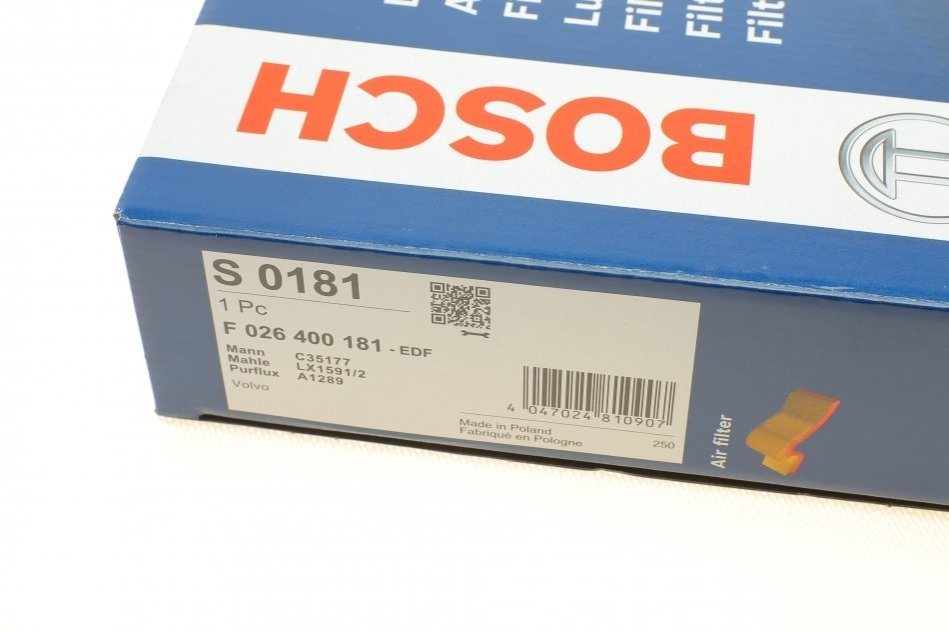 BOSCH
S 0181
1 Pc
F 026 400 181 - EDF
Mann C35177
Mahle LX1591/2
Purflux A1289
Volvo
4 047024 810907
Made in Poland
Fabriqué en Pologne
250
Air filter